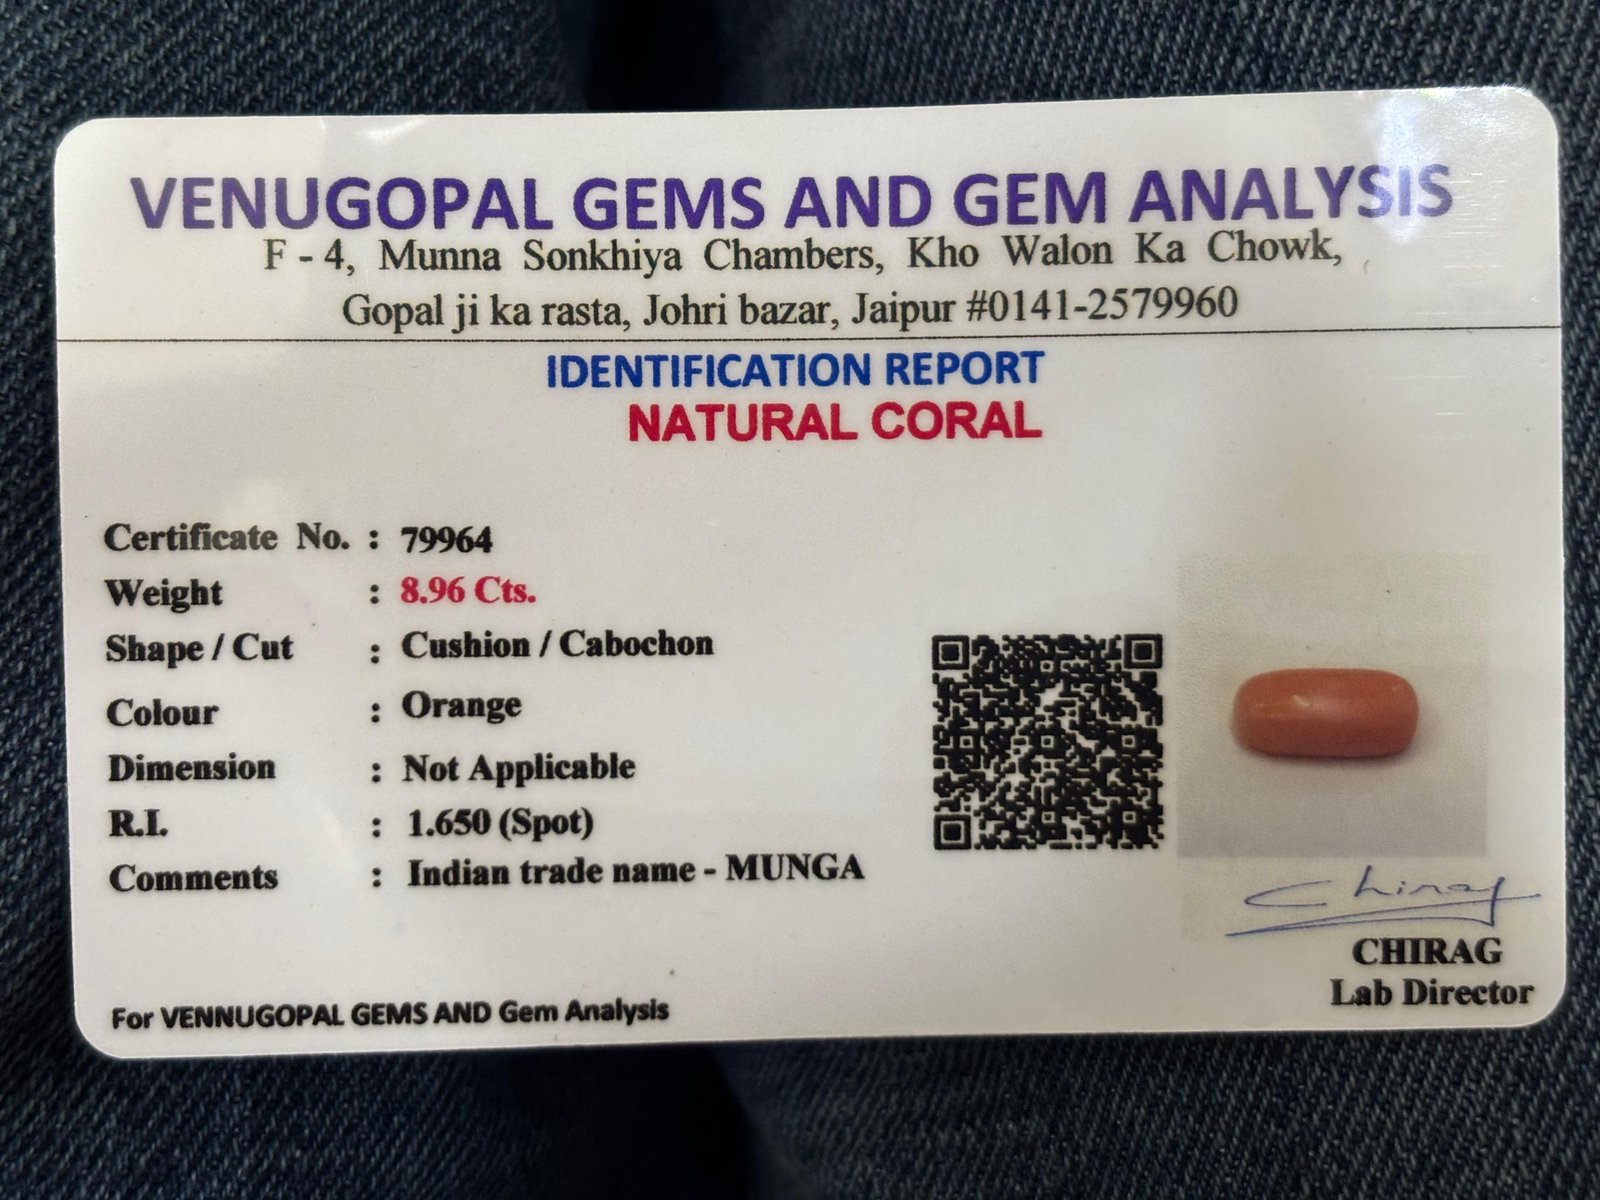 VENUGOPAL GEMS AND GEM ANALYSIS
F - 4, Munna Sonkhiya Chambers, Kho Walon Ka Chowk,
Gopal ji ka rasta, Johri bazar, Jaipur #0141-2579960
IDENTIFICATION REPORT
NATURAL CORAL
Certificate No. : 79964
Weight : 8.96 Cts.
Shape / Cut : Cushion / Cabochon
Colour : Orange
Dimension : Not Applicable
R.I. : 1.650 (Spot)
Comments : Indian trade name - MUNGA
Chirag
CHIRAG
Lab Director
For VENNUGOPAL GEMS AND Gem Analysis